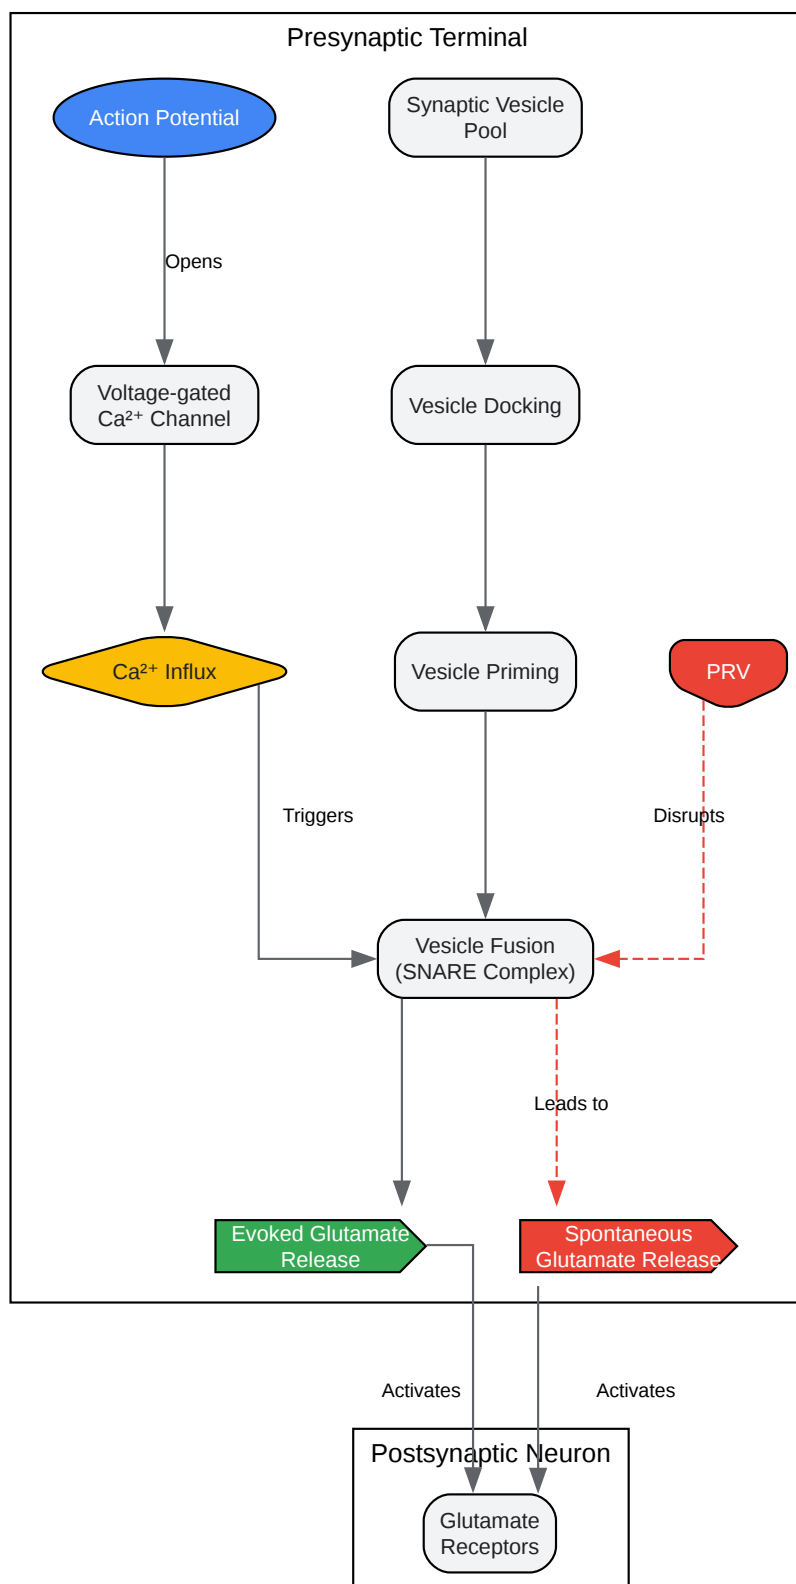 Presynaptic Terminal
Action Potential
Synaptic Vesicle
Pool
Opens
Voltage-gated
Ca²⁺ Channel
Vesicle Docking
Ca²⁺ Influx
Vesicle Priming
PRV
Triggers
Disrupts
Vesicle Fusion
(SNARE Complex)
Leads to
Evoked Glutamate
Release
Spontaneous
Glutamate Release
Activates
Activates
Postsynaptic Neuron
Glutamate
Receptors